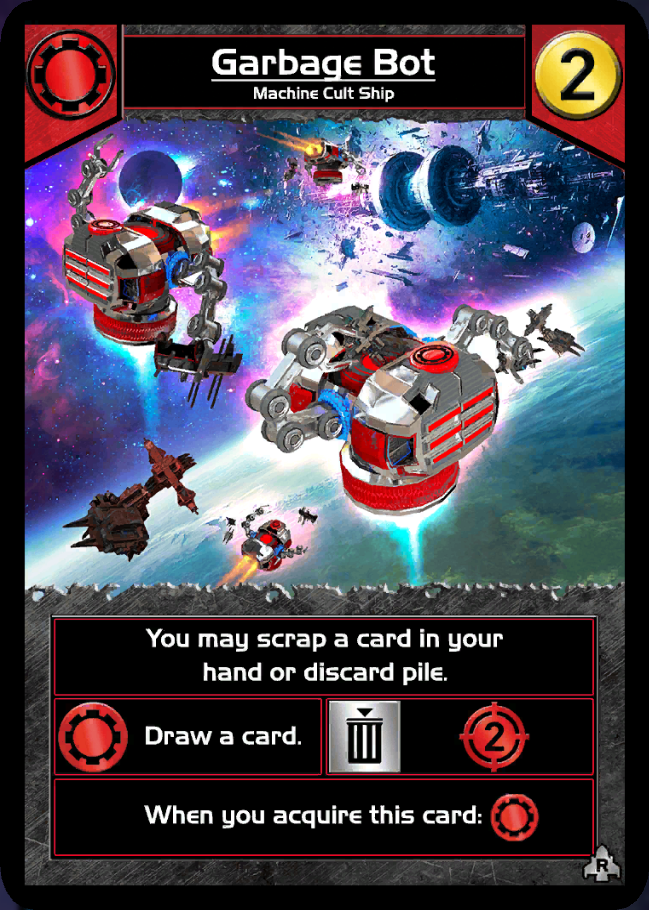 Garbage Bot
2
Machine Cult Ship
You may scrap a card in your
hand or discard pile.
Draw a card.
2
When you acquire this card:
R